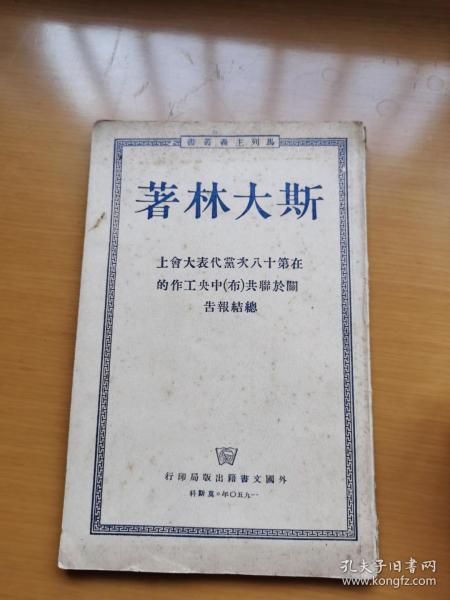 馬列主義叢書
斯大林著
在第十八次黨代表大會上
關於聯共(布)中央工作的
總結報告
外國文書籍出版局印行
一九五〇年。莫斯科
孔夫子旧书网
www.kongfz.com